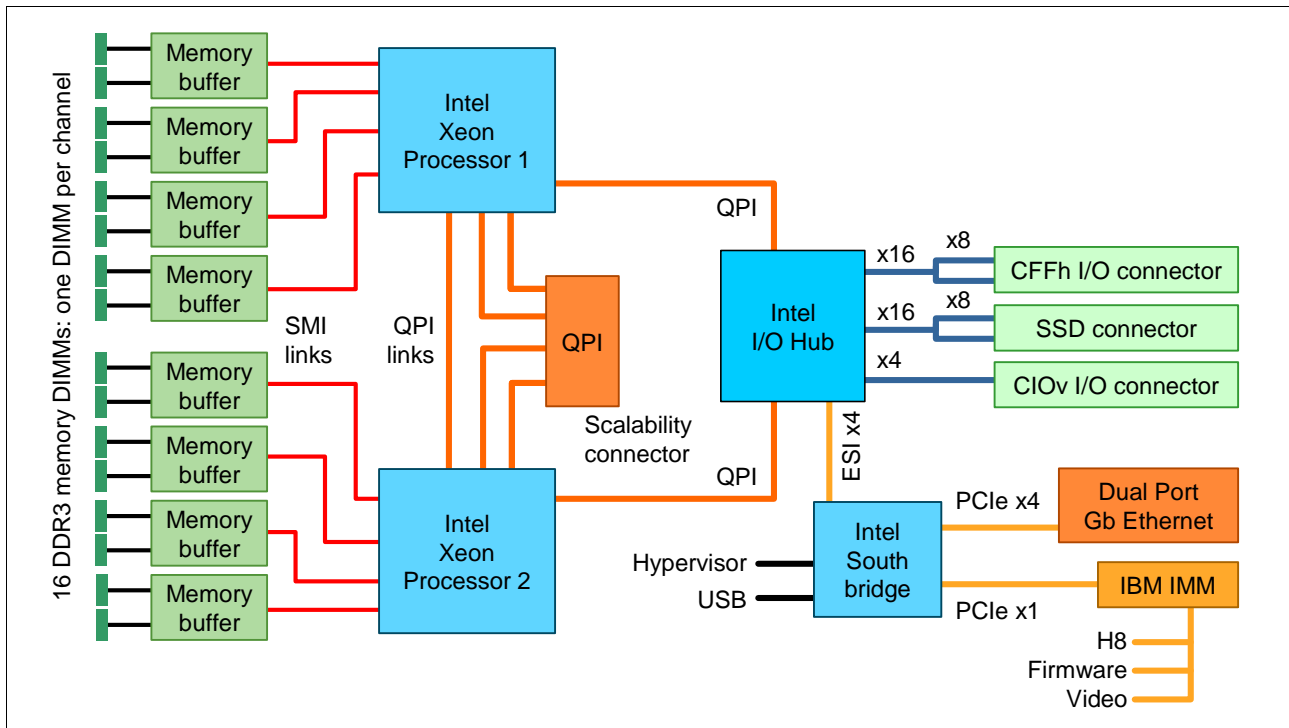 16 DDR3 memory DIMMs: one DIMM per channel
Memory
buffer
Memory
buffer
Memory
buffer
Memory
buffer
Memory
buffer
Memory
buffer
Memory
buffer
Memory
buffer
SMI
links
QPI
links
Intel
Xeon
Processor 1
Intel
Xeon
Processor 2
QPI
Scalability
connector
QPI
QPI
Intel
I/O Hub
x16
x8
CFFh I/O connector
x16
x8
SSD connector
x4
CIOv I/O connector
ESI x4
Intel
South
bridge
Hypervisor
USB
PCIe x4
Dual Port
Gb Ethernet
PCIe x1
IBM IMM
H8
Firmware
Video